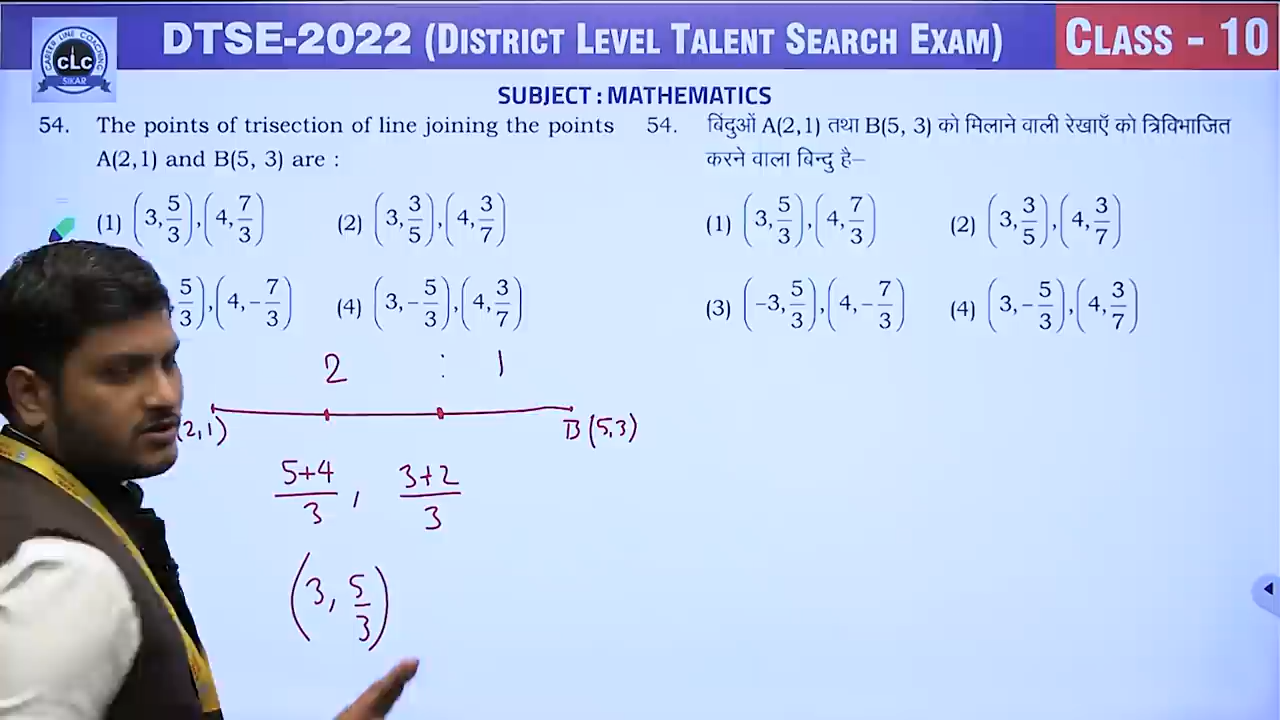 CAREER LINE COACHING
CLC
SIKAR
DTSE-2022 (DISTRICT LEVEL TALENT SEARCH EXAM)
CLASS - 10
SUBJECT : MATHEMATICS
54. The points of trisection of line joining the points
A(2,1) and B(5, 3) are :
(1) (3, 5/3), (4, 7/3) (2) (3, 3/5), (4, 3/7)
5/3), (4, -7/3) (4) (3, -5/3), (4, 3/7)
2 : 1
(2,1) B(5,3)
5+4/3 , 3+2/3
(3, 5/3)
54. बिंदुओं A(2,1) तथा B(5, 3) को मिलाने वाली रेखाएँ को त्रिविभाजित
करने वाला बिन्दु है–
(1) (3, 5/3), (4, 7/3) (2) (3, 3/5), (4, 3/7)
(3) (-3, 5/3), (4, -7/3) (4) (3, -5/3), (4, 3/7)